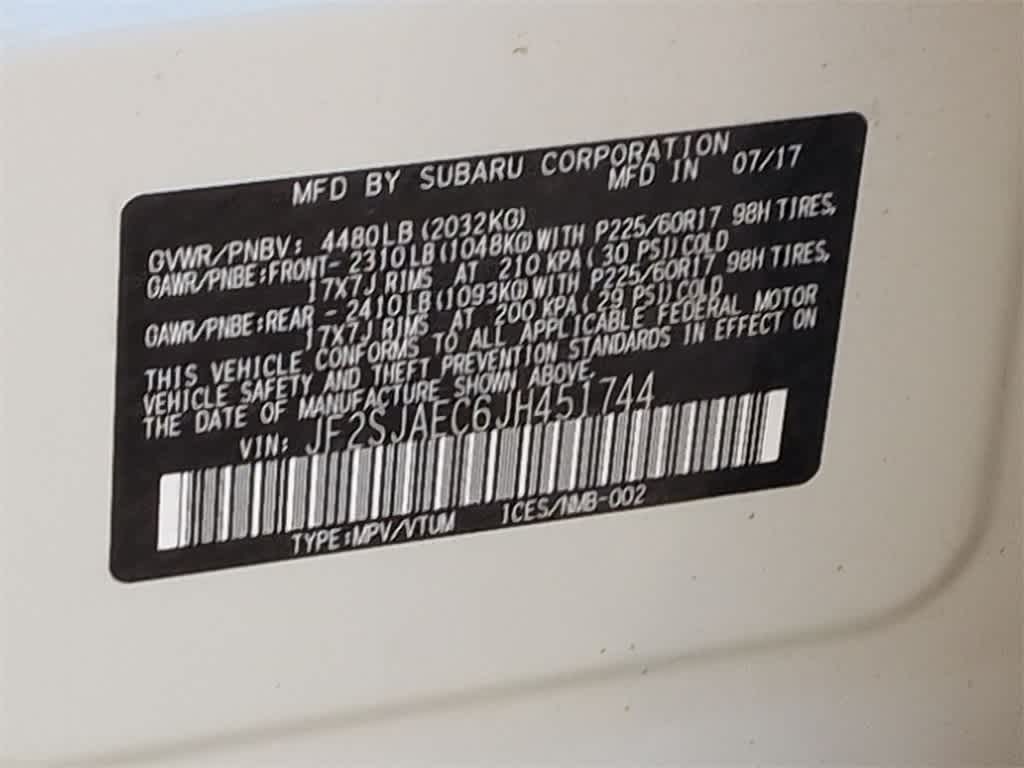 MFD BY SUBARU CORPORATION
MFD IN 07/17
GVWR/PNBV: 4480LB (2032KG)
GAWR/PNBE:FRONT- 2310LB(1048KG)WITH P225/60R17 98H TIRES,
17X7J RIMS AT 210 KPA( 30 PSI)COLD
GAWR/PNBE:REAR - 2410LB(1093KG)WITH P225/60R17 98H TIRES,
17X7J RIMS AT 200 KPA( 29 PSI)COLD
THIS VEHICLE CONFORMS TO ALL APPLICABLE FEDERAL MOTOR
VEHICLE SAFETY AND THEFT PREVENTION STANDARDS IN EFFECT ON
THE DATE OF MANUFACTURE SHOWN ABOVE.
VIN: JF2SJAEC6JH451744
TYPE:MPV/VTUM ICES/NMB-002